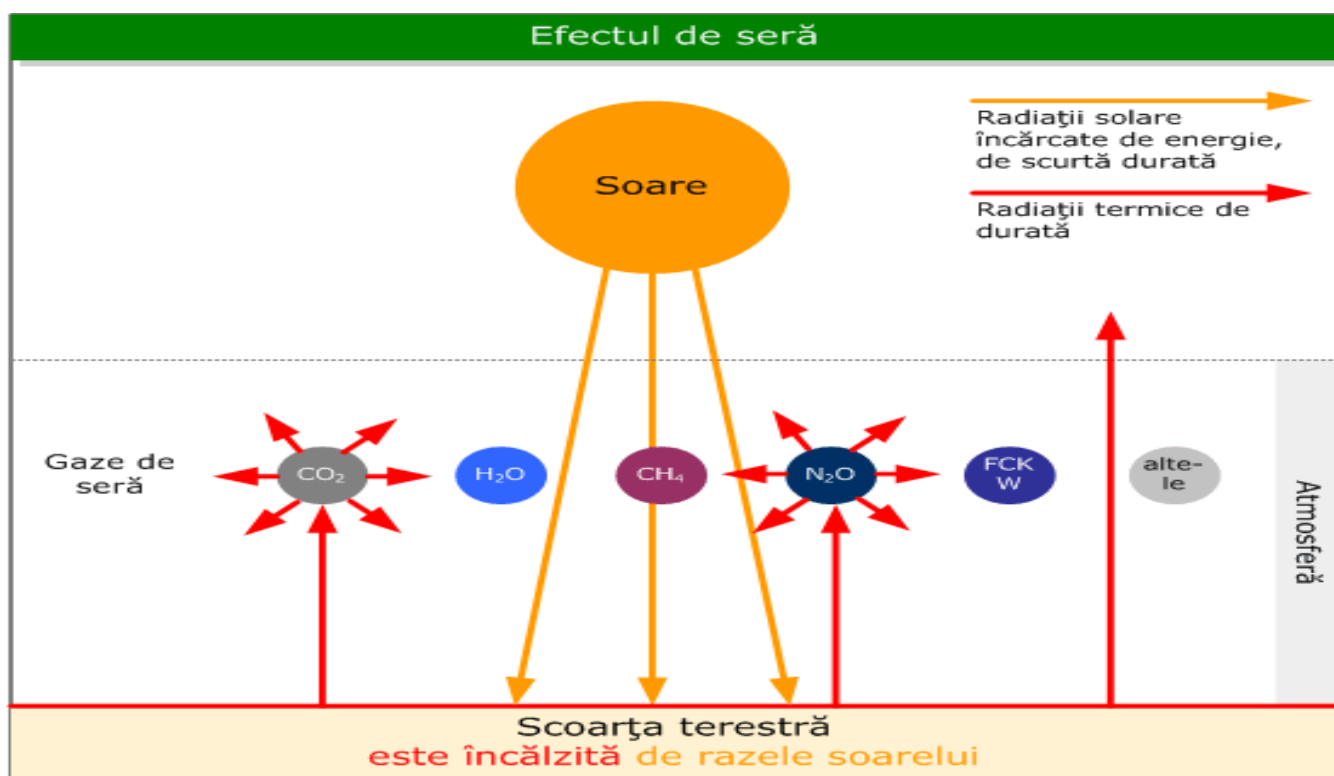 Efectul de seră
Radiaţii solare
încărcate de energie,
de scurtă durată
Soare
Radiaţii termice de
durată
Gaze de
seră
CO₂
H₂O
CH₄
N₂O
FCK
W
alte-
le
Atmosferă
Scoarţa terestră
este încălzită de razele soarelui